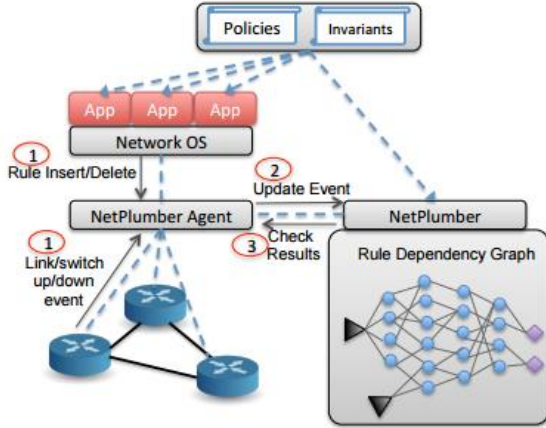 Policies
Invariants
App App App
Network OS
1
Rule Insert/Delete
2
Update Event
NetPlumber Agent
NetPlumber
1
Link/switch
up/down
event
3
Check
Results
Rule Dependency Graph